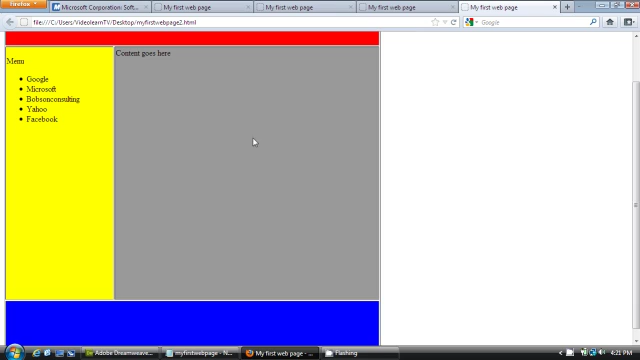 Firefox
Microsoft Corporation: Soft...
My first web page
My first web page
My first web page
My first web page
file:///C:/Users/VideolearnTV/Desktop/myfirstwebpage2.html
Google
Menu
Content goes here
Google
Microsoft
Bobsonconsulting
Yahoo
Facebook
Adobe Dreamweave...
myfirstwebpage - N...
My first web page - ...
Flashing
4:21 PM